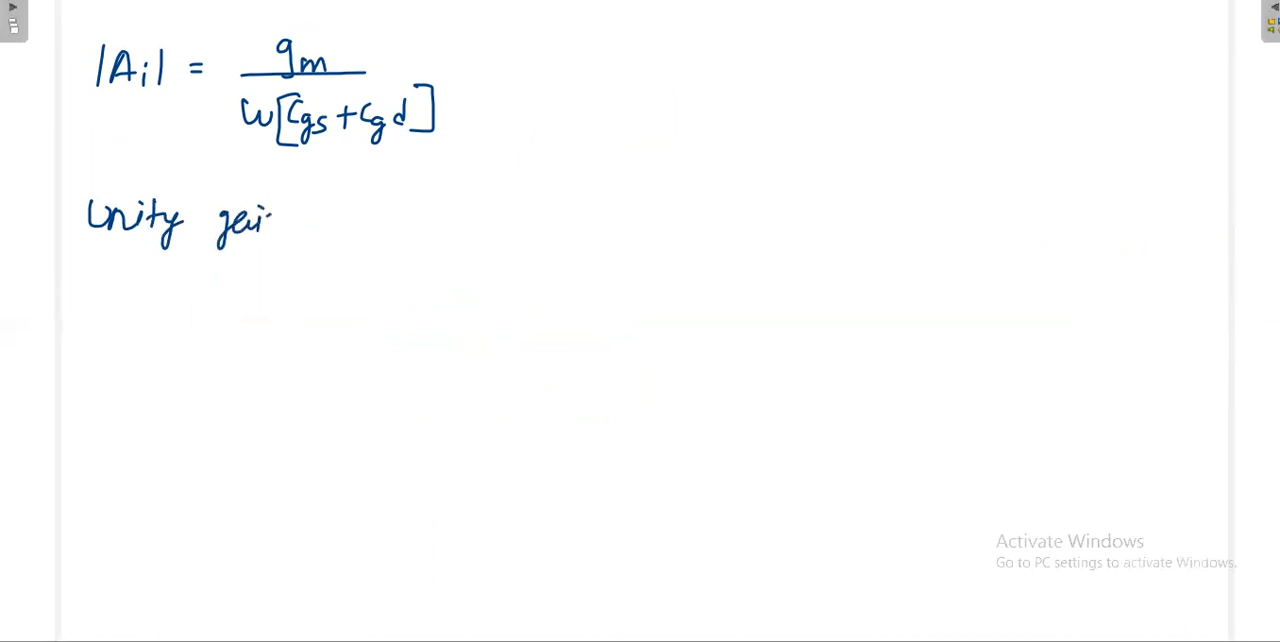 |Ai| = gm / ω[Cgs + Cgd]
Unity gai
Activate Windows
Go to PC settings to activate Windows.